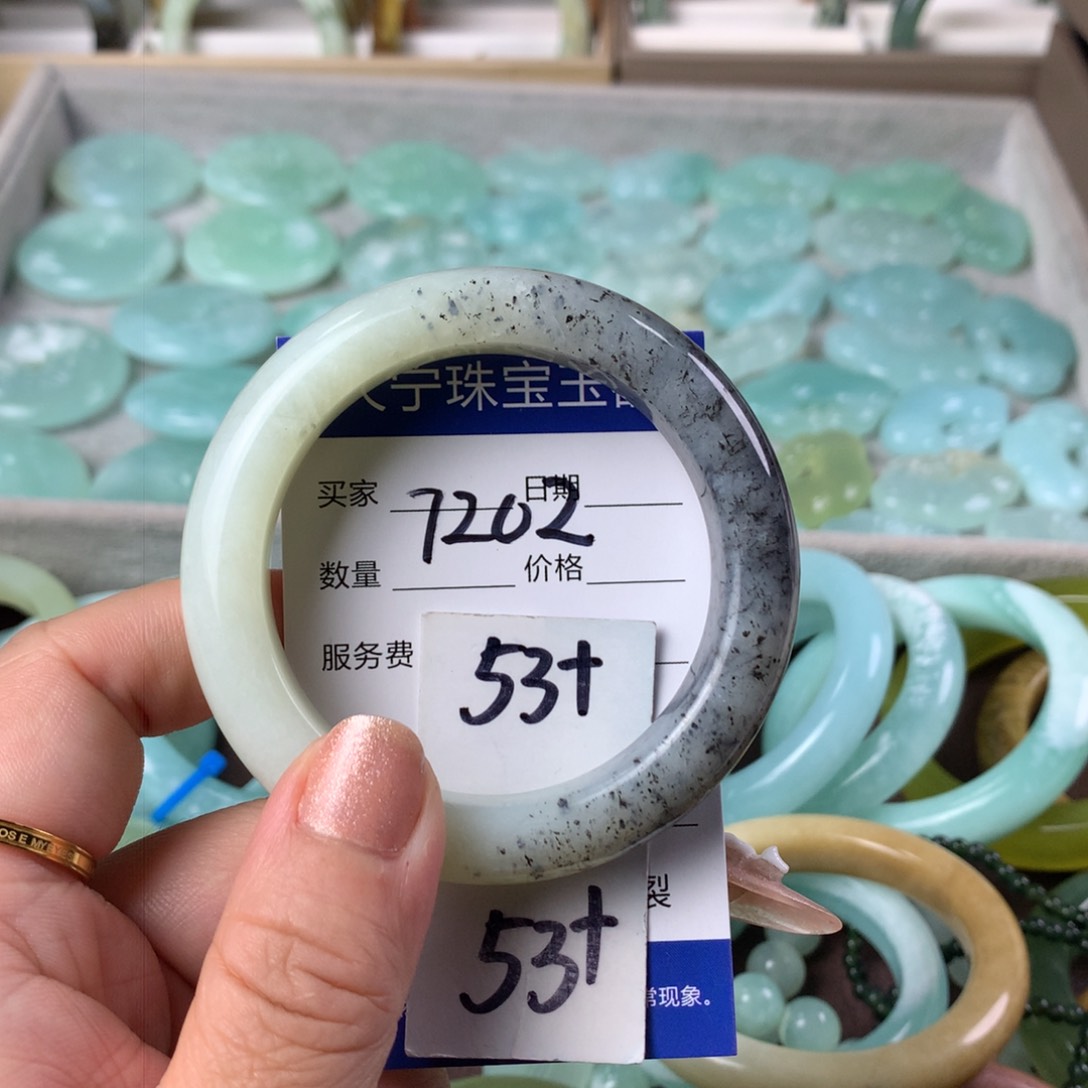 宁珠宝玉
买家 7202 日期
数量 价格
服务费
53+
裂
53+
常现象。